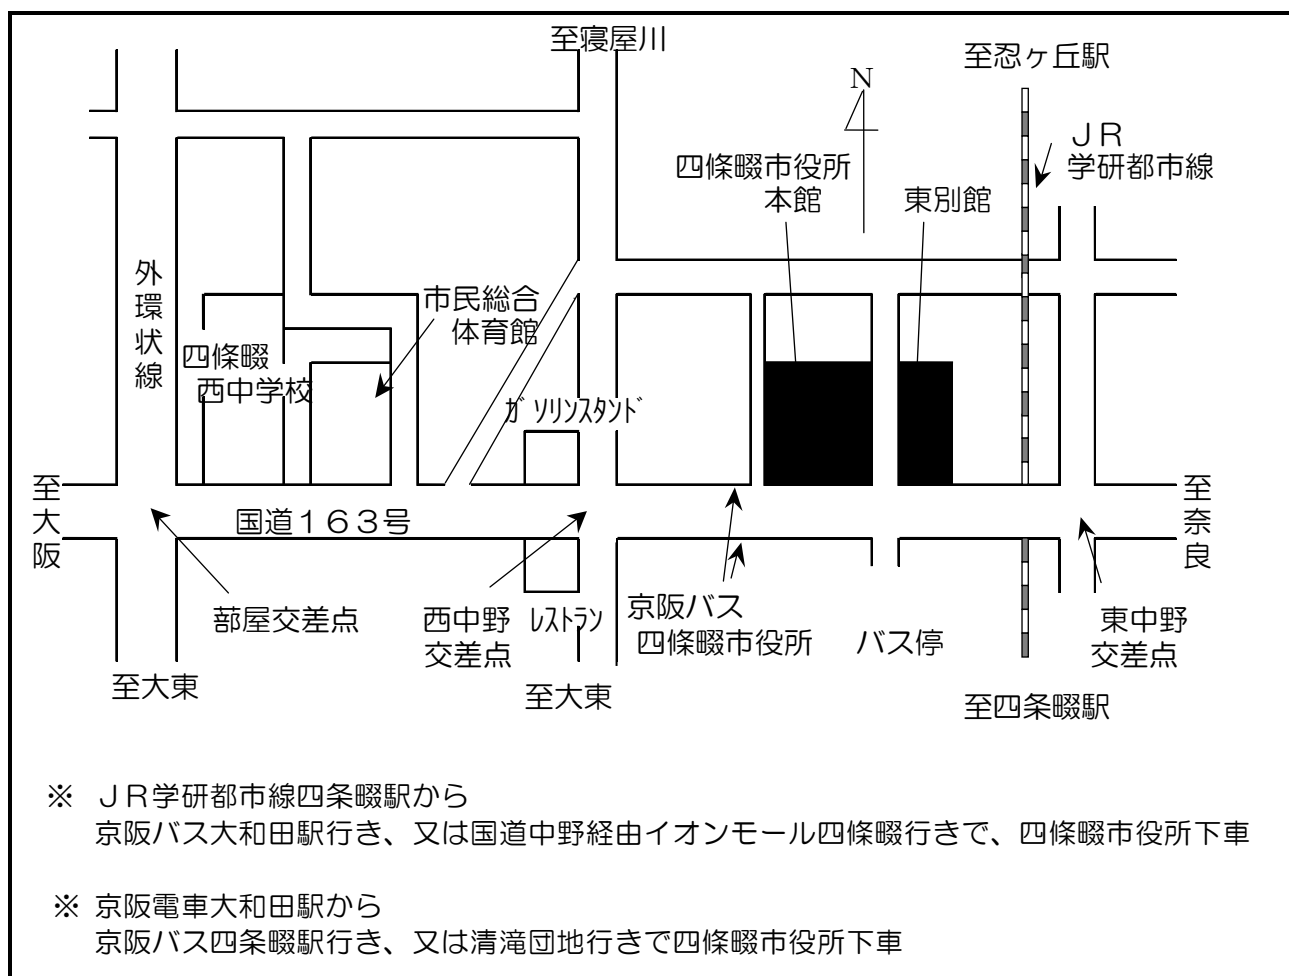 至寝屋川
至忍ヶ丘駅
N
ＪＲ
学研都市線
四條畷市役所
本館
東別館
外環状線
市民総合
体育館
四條畷
西中学校
ｶﾞｿﾘﾝｽﾀﾝﾄﾞ
至大阪
国道１６３号
至奈良
部屋交差点
西中野
交差点
ﾚｽﾄﾗﾝ
京阪バス
四條畷市役所　バス停
東中野
交差点
至大東
至大東
至四条畷駅
※　ＪＲ学研都市線四条畷駅から
京阪バス大和田駅行き、又は国道中野経由イオンモール四條畷行きで、四條畷市役所下車
※ 京阪電車大和田駅から
京阪バス四条畷駅行き、又は清滝団地行きで四條畷市役所下車